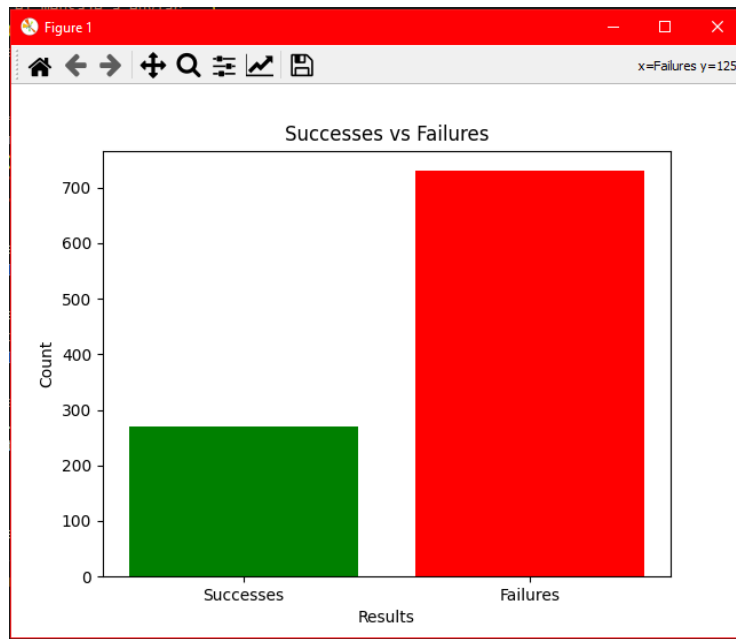 Figure 1
x=Failures y=125
Successes vs Failures
700
600
500
400
300
200
100
0
Count
Successes Failures
Results